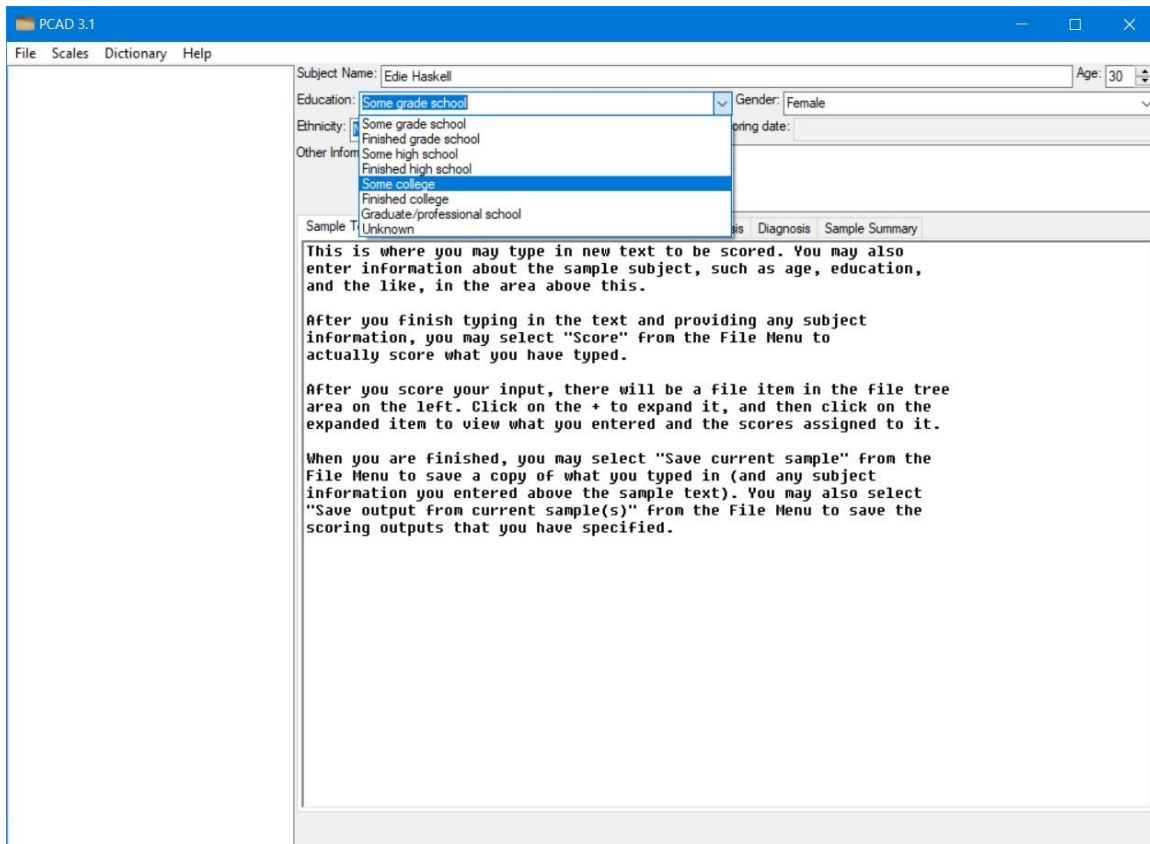 PCAD 3.1
File Scales Dictionary Help
Subject Name: Edie Haskell Age: 30
Education: Some grade school Gender: Female
Ethnicity:
Other
Some grade school
Finished grade school
Some high school
Finished high school
Some college
Finished college
Graduate/professional school
Unknown
Sample Diagnosis Sample Summary
This is where you may type in new text to be scored. You may also
enter information about the sample subject, such as age, education,
and the like, in the area above this.
After you finish typing in the text and providing any subject
information, you may select "Score" from the File Menu to
actually score what you have typed.
After you score your input, there will be a file item in the file tree
area on the left. Click on the + to expand it, and then click on the
expanded item to view what you entered and the scores assigned to it.
When you are finished, you may select "Save current sample" from the
File Menu to save a copy of what you typed in (and any subject
information you entered above the sample text). You may also select
"Save output from current sample(s)" from the File Menu to save the
scoring outputs that you have specified.